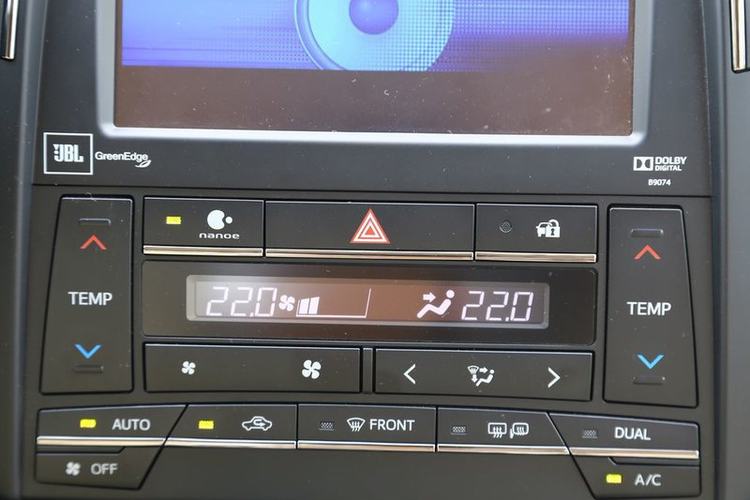 JBL GreenEdge
DOLBY
DIGITAL
B9074
nanoe
TEMP
22.0 22.0
TEMP
AUTO
FRONT
DUAL
OFF
A/C